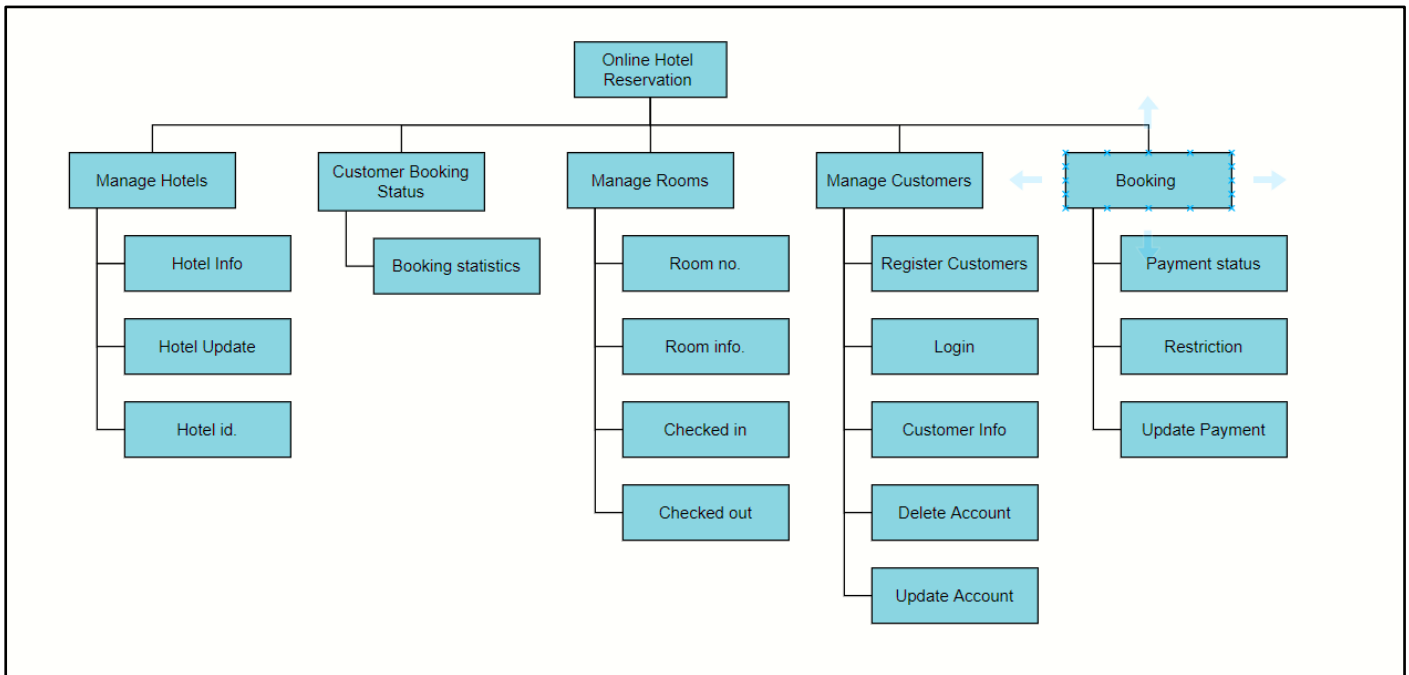 Online Hotel
Reservation
Manage Hotels
Customer Booking
Status
Manage Rooms
Manage Customers
Booking
Hotel Info
Booking statistics
Room no.
Register Customers
Payment status
Hotel Update
Room info.
Login
Restriction
Hotel id.
Checked in
Customer Info
Update Payment
Checked out
Delete Account
Update Account